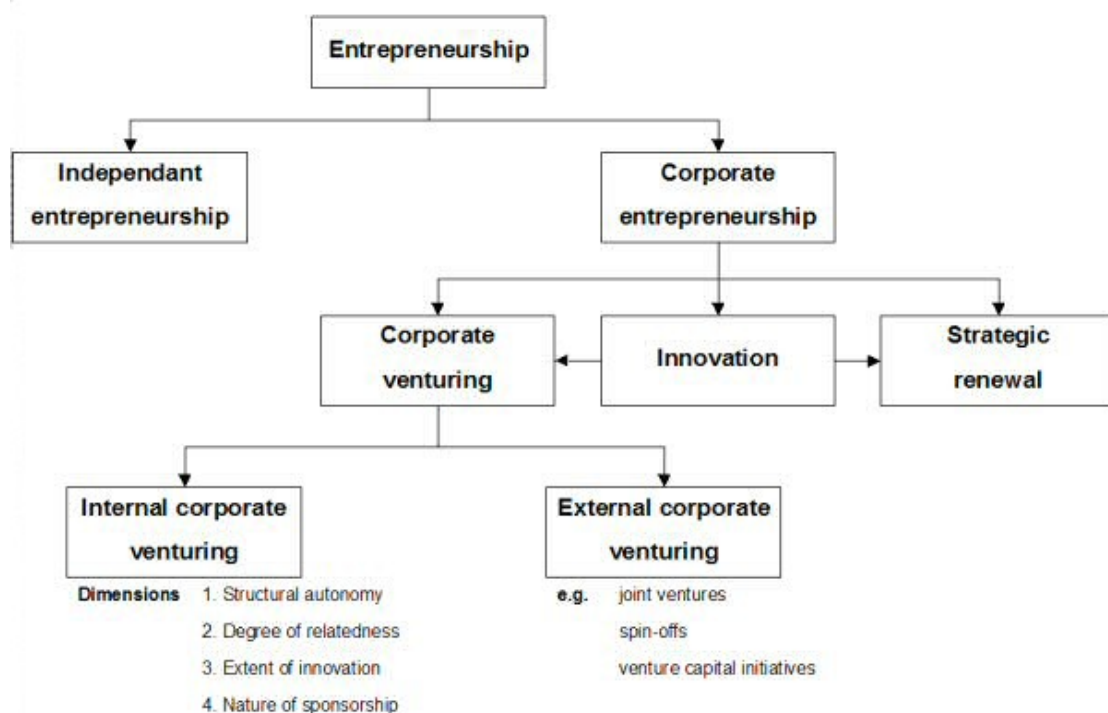 Entrepreneurship
Independant
entrepreneurship
Corporate
entrepreneurship
Corporate
venturing
Innovation
Strategic
renewal
Internal corporate
venturing
External corporate
venturing
Dimensions 1. Structural autonomy
2. Degree of relatedness
3. Extent of innovation
4. Nature of sponsorship
e.g. joint ventures
spin-offs
venture capital initiatives